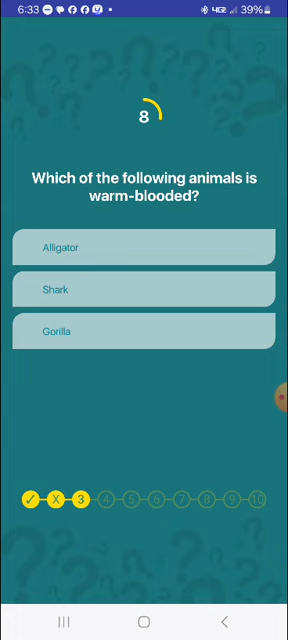 6:33 39%
8
Which of the following animals is
warm-blooded?
Alligator
Shark
Gorilla
✓ X 3 4 5 6 7 8 9 10